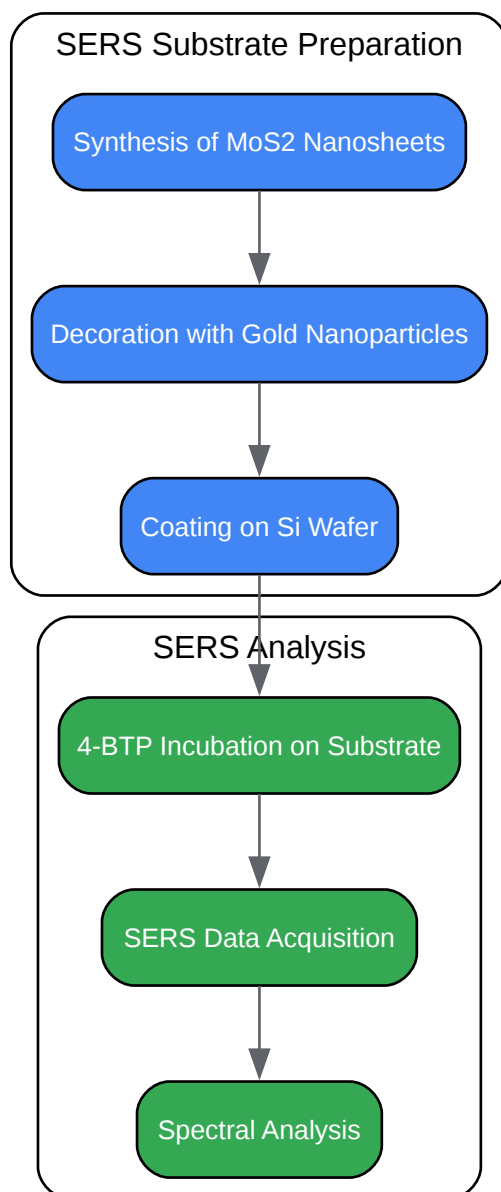 SERS Substrate Preparation
Synthesis of MoS2 Nanosheets
Decoration with Gold Nanoparticles
Coating on Si Wafer
SERS Analysis
4-BTP Incubation on Substrate
SERS Data Acquisition
Spectral Analysis